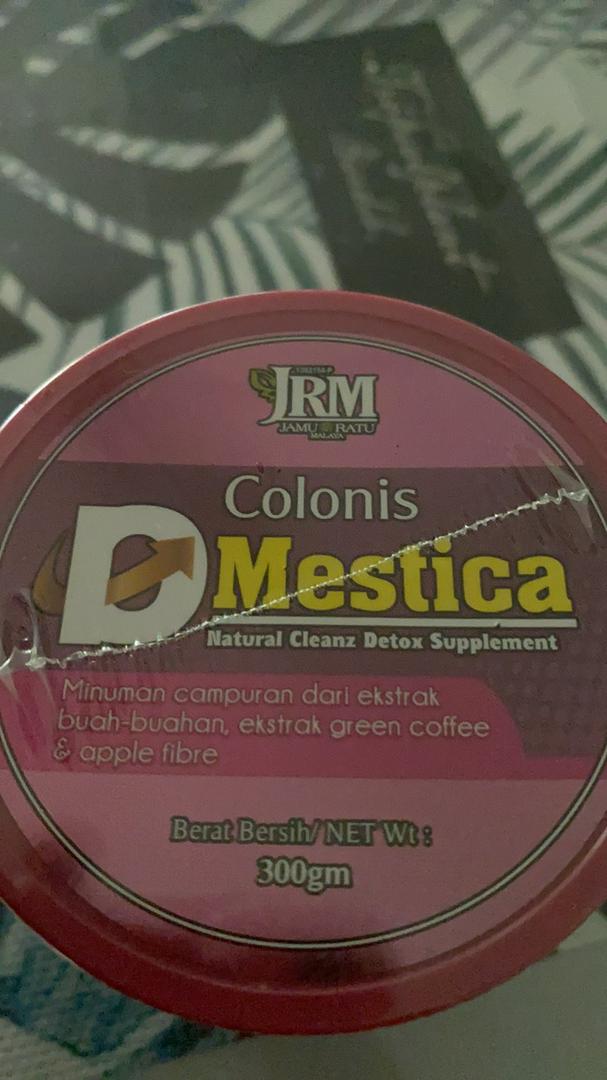 JRM
JAMU RATU
MALAYA
Colonis
D Mestica
Natural Cleanz Detox Supplement
Minuman campuran dari ekstrak
buah-buahan, ekstrak green coffee
& apple fibre
Berat Bersih/ NET Wt :
300gm